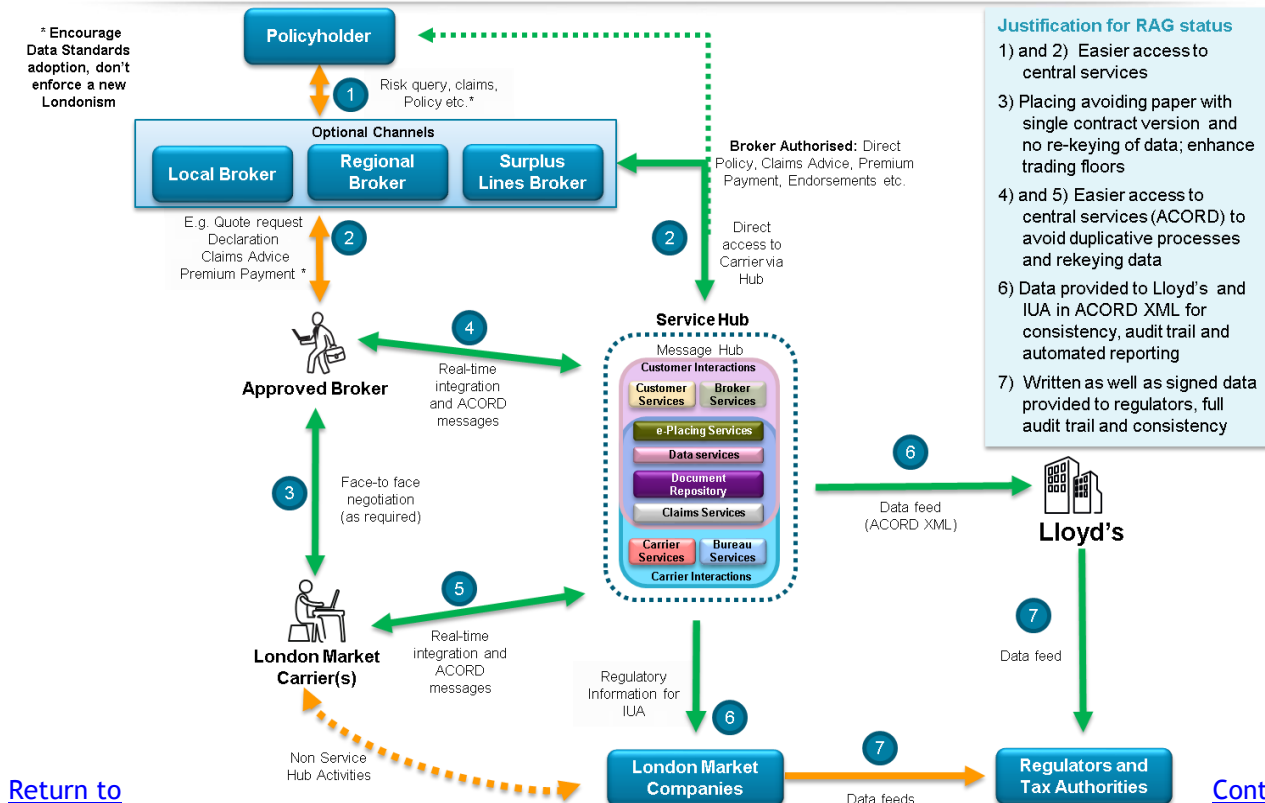 * Encourage
Data Standards
adoption, don't
enforce a new
Londonism
Policyholder
1
Risk query, claims,
Policy etc.*
Optional Channels
Local Broker
Regional
Broker
Surplus
Lines Broker
Broker Authorised: Direct
Policy, Claims Advice, Premium
Payment, Endorsements etc.
E.g. Quote request
Declaration
Claims Advice
Premium Payment *
2
2
Direct
access to
Carrier via
Hub
Justification for RAG status
1) and 2) Easier access to
central services
3) Placing avoiding paper with
single contract version and
no re-keying of data; enhance
trading floors
4) and 5) Easier access to
central services (ACORD) to
avoid duplicative processes
and rekeying data
6) Data provided to Lloyd's and
IUA in ACORD XML for
consistency, audit trail and
automated reporting
7) Written as well as signed data
provided to regulators, full
audit trail and consistency
Approved Broker
4
Real-time
integration
and ACORD
messages
Service Hub
Message Hub
Customer Interactions
Customer
Services
Broker
Services
e-Placing Services
Data services
Document
Repository
Claims Services
Carrier
Services
Bureau
Services
Carrier Interactions
3
Face-to face
negotiation
(as required)
6
Data feed
(ACORD XML)
Lloyd's
London Market
Carrier(s)
5
Real-time
integration and
ACORD
messages
Regulatory
Information for
IUA
6
7
Data feed
Non Service
Hub Activities
London Market
Companies
7
Data feeds
Regulators and
Tax Authorities
Return to
Cont